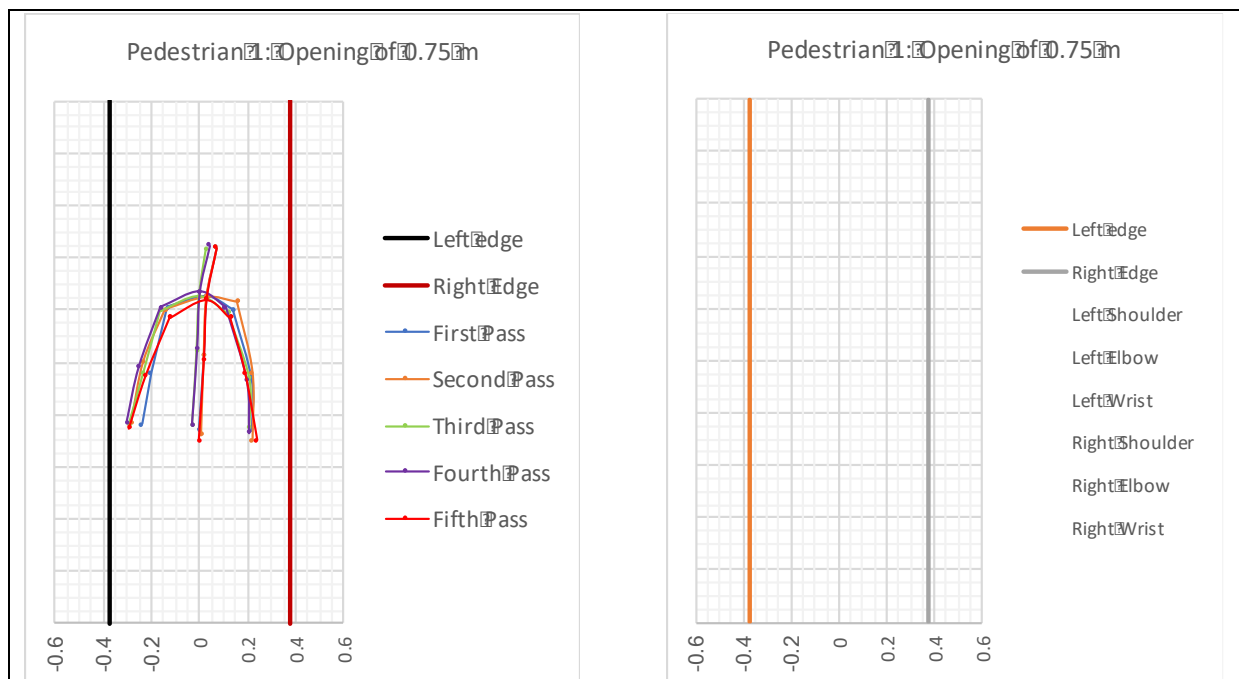 Pedestrian 1: Opening of 0.75 m
Left edge
Right Edge
First Pass
Second Pass
Third Pass
Fourth Pass
Fifth Pass
-0.6
-0.4
-0.2
0
0.2
0.4
0.6
Pedestrian 1: Opening of 0.75 m
Left edge
Right Edge
Left Shoulder
Left Elbow
Left Wrist
Right Shoulder
Right Elbow
Right Wrist
-0.6
-0.4
-0.2
0
0.2
0.4
0.6